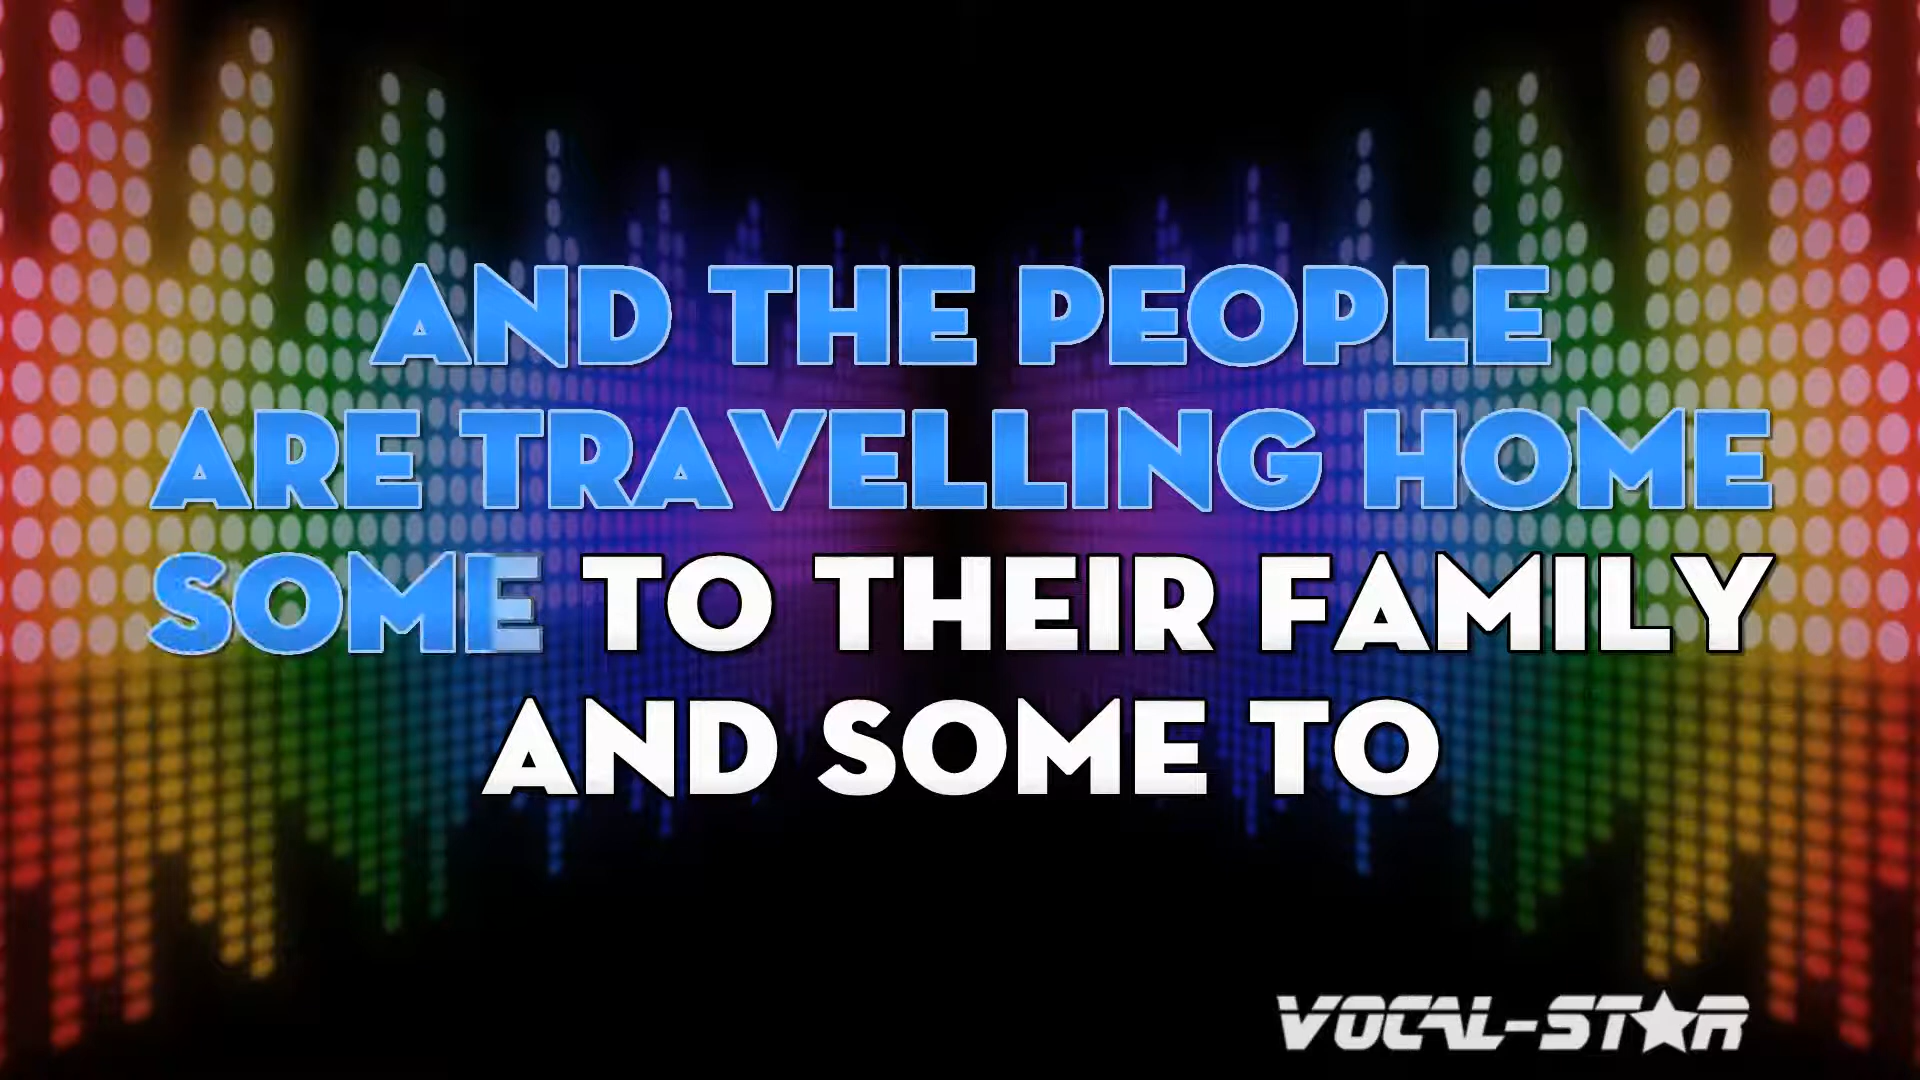 AND THE PEOPLE
ARE TRAVELLING HOME
SOME TO THEIR FAMILY
AND SOME TO
VOCAL-STAR